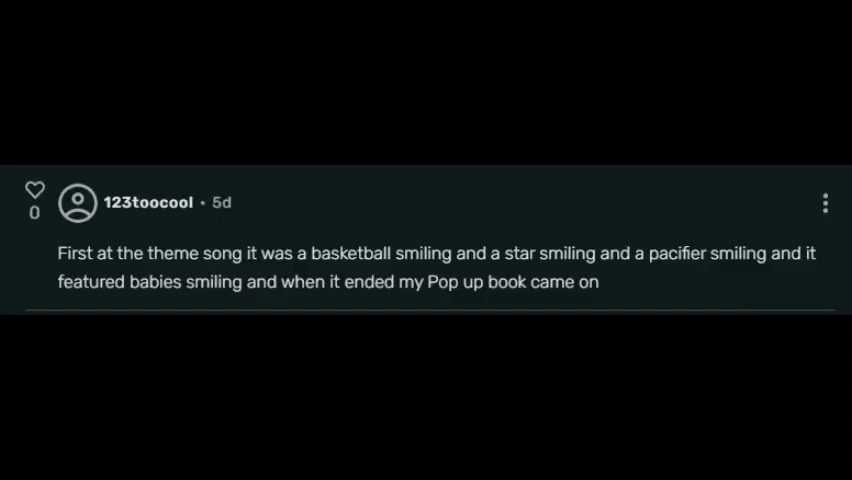 123toocool • 5d
0
First at the theme song it was a basketball smiling and a star smiling and a pacifier smiling and it
featured babies smiling and when it ended my Pop up book came on